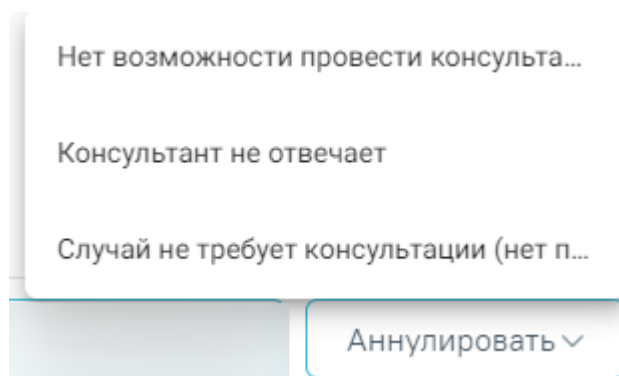 Нет возможности провести консульта...
Консультант не отвечает
Случай не требует консультации (нет п...
Аннулировать